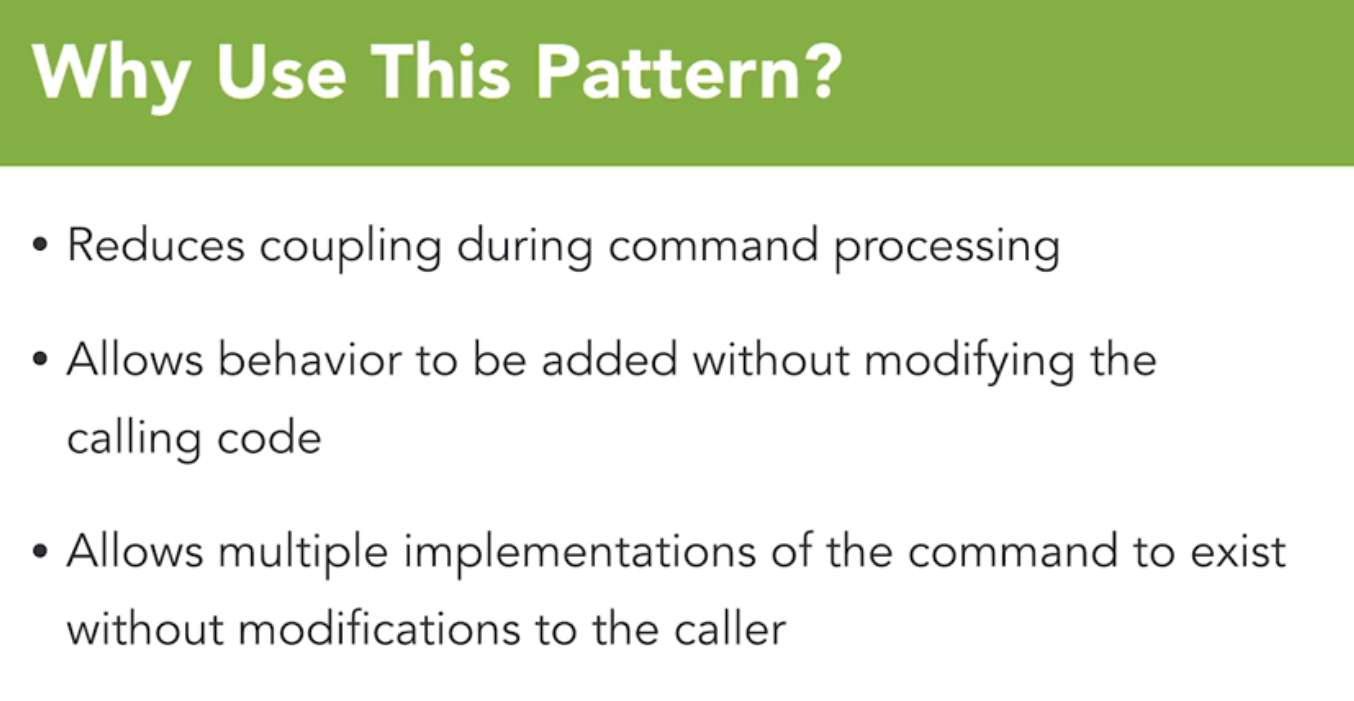 Why Use This Pattern?
• Reduces coupling during command processing
• Allows behavior to be added without modifying the
calling code
• Allows multiple implementations of the command to exist
without modifications to the caller